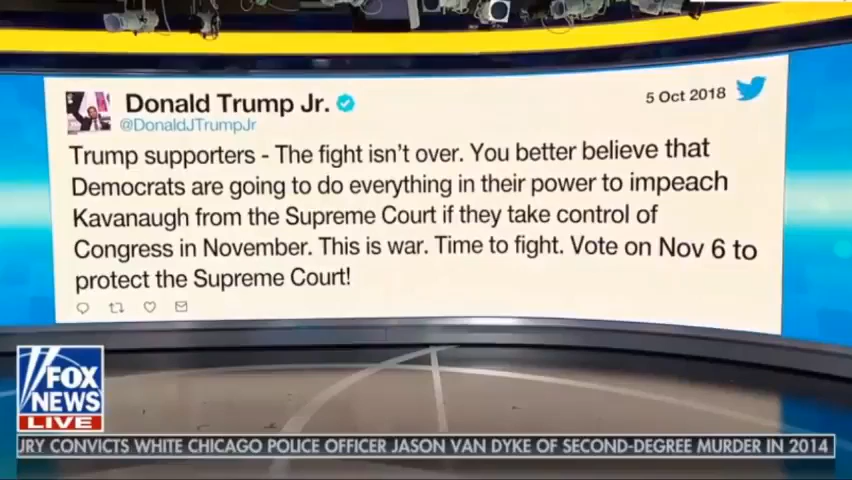 Donald Trump Jr.
@DonaldJTrumpJr
5 Oct 2018
Trump supporters - The fight isn't over. You better believe that
Democrats are going to do everything in their power to impeach
Kavanaugh from the Supreme Court if they take control of
Congress in November. This is war. Time to fight. Vote on Nov 6 to
protect the Supreme Court!
FOX
NEWS
LIVE
JRY CONVICTS WHITE CHICAGO POLICE OFFICER JASON VAN DYKE OF SECOND-DEGREE MURDER IN 2014